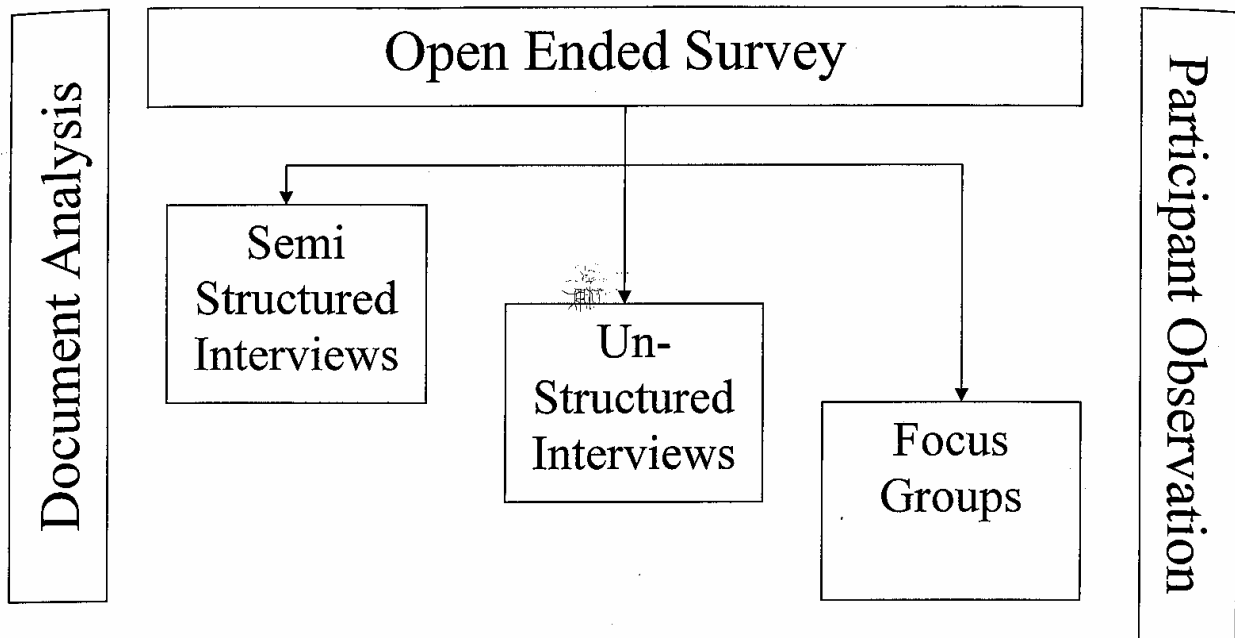 Document Analysis
Open Ended Survey
Semi
Structured
Interviews
Un-
Structured
Interviews
Focus
Groups
Participant Observation